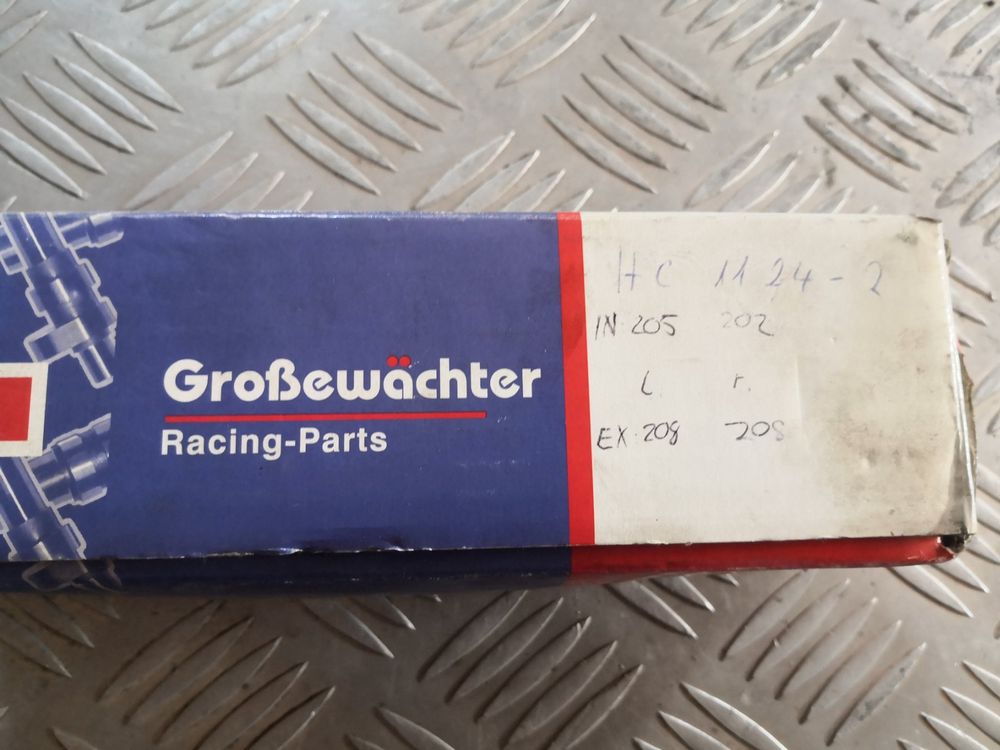 Großewächter
Racing-Parts
HC 1124-2
IN 205 202
L. r.
EX 208 208